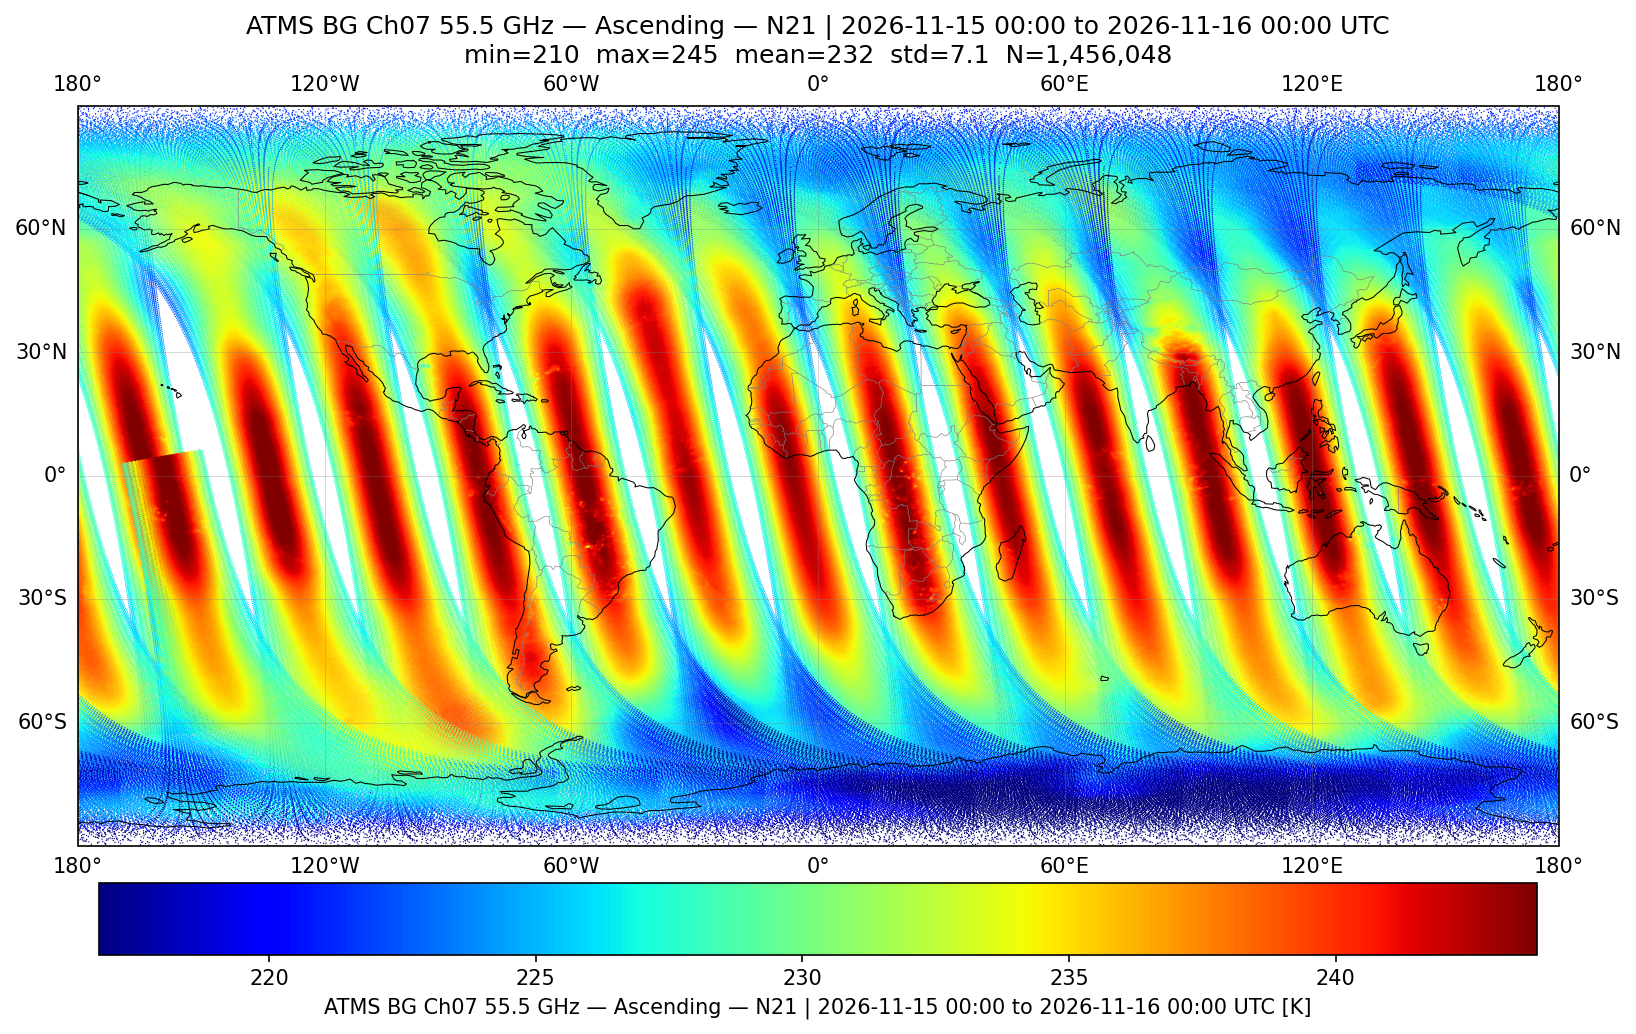 ATMS BG Ch07 55.5 GHz — Ascending — N21 | 2026-11-15 00:00 to 2026-11-16 00:00 UTC
min=210  max=245  mean=232  std=7.1  N=1,456,048
180° 120°W 60°W 0° 60°E 120°E 180°
60°N 60°N
30°N 30°N
0° 0°
30°S 30°S
60°S 60°S
180° 120°W 60°W 0° 60°E 120°E 180°
220 225 230 235 240
ATMS BG Ch07 55.5 GHz — Ascending — N21 | 2026-11-15 00:00 to 2026-11-16 00:00 UTC [K]